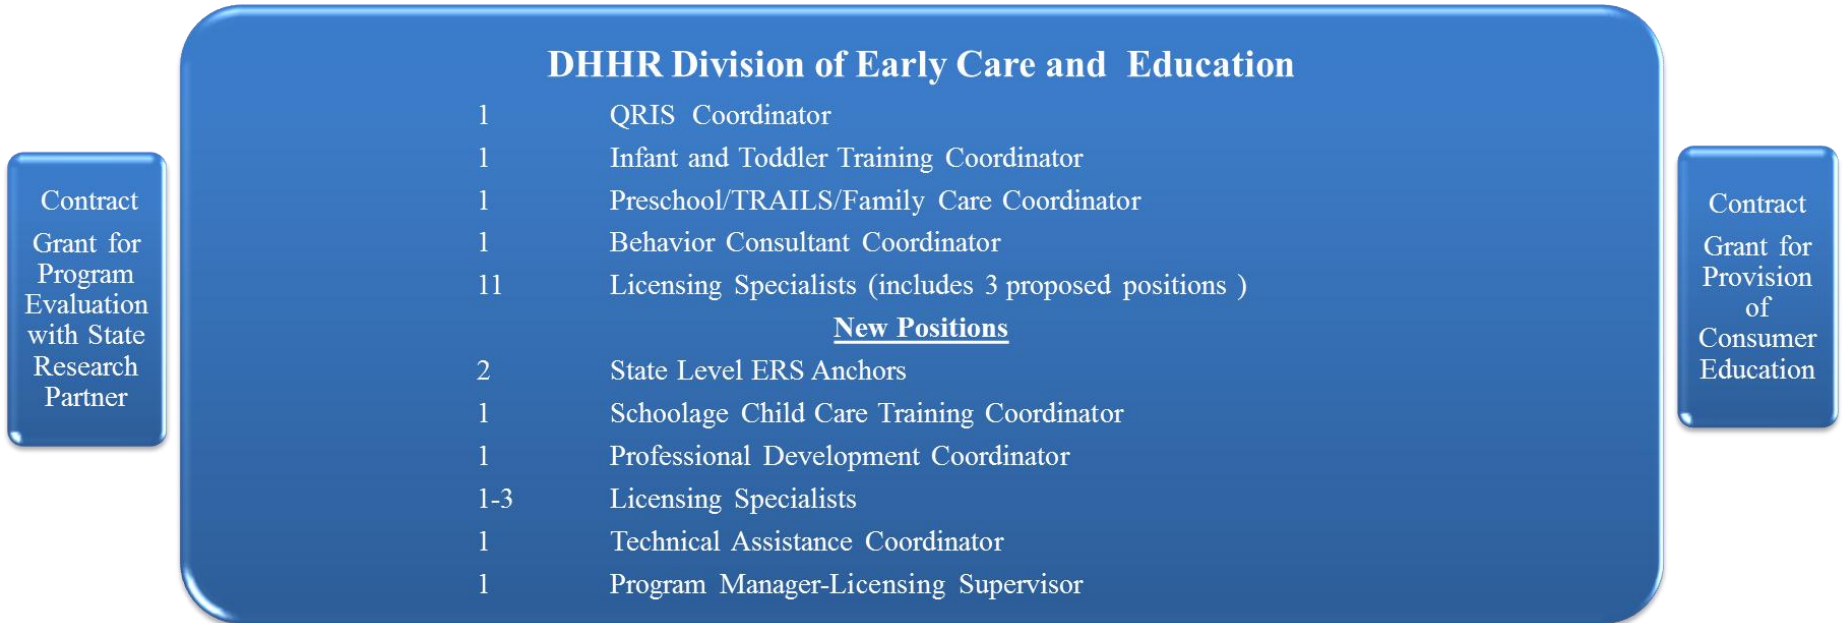 Contract
Grant for
Program
Evaluation
with State
Research
Partner
DHHR Division of Early Care and Education
1 QRIS Coordinator
1 Infant and Toddler Training Coordinator
1 Preschool/TRAILS/Family Care Coordinator
1 Behavior Consultant Coordinator
11 Licensing Specialists (includes 3 proposed positions )
New Positions
2 State Level ERS Anchors
1 Schoolage Child Care Training Coordinator
1 Professional Development Coordinator
1-3 Licensing Specialists
1 Technical Assistance Coordinator
1 Program Manager-Licensing Supervisor
Contract
Grant for
Provision
of
Consumer
Education